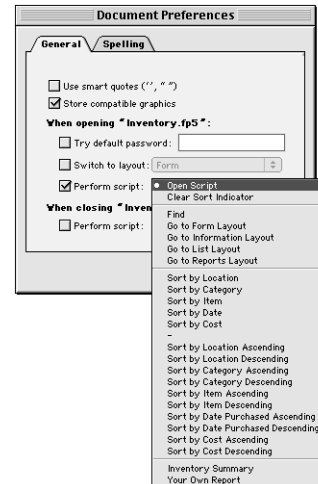 Document Preferences
General Spelling
Use smart quotes ('', “ ”)
Store compatible graphics
When opening “Inventory.fp5”:
Try default password:
Switch to layout: Form
Perform script: Open Script
Clear Sort Indicator
When closing “Inven
Perform script:
Find
Go to Form Layout
Go to Information Layout
Go to List Layout
Go to Reports Layout
Sort by Location
Sort by Category
Sort by Item
Sort by Date
Sort by Cost
-
Sort by Location Ascending
Sort by Location Descending
Sort by Category Ascending
Sort by Category Descending
Sort by Item Ascending
Sort by Item Descending
Sort by Date Purchased Ascending
Sort by Date Purchased Descending
Sort by Cost Ascending
Sort by Cost Descending
Inventory Summary
Your Own Report